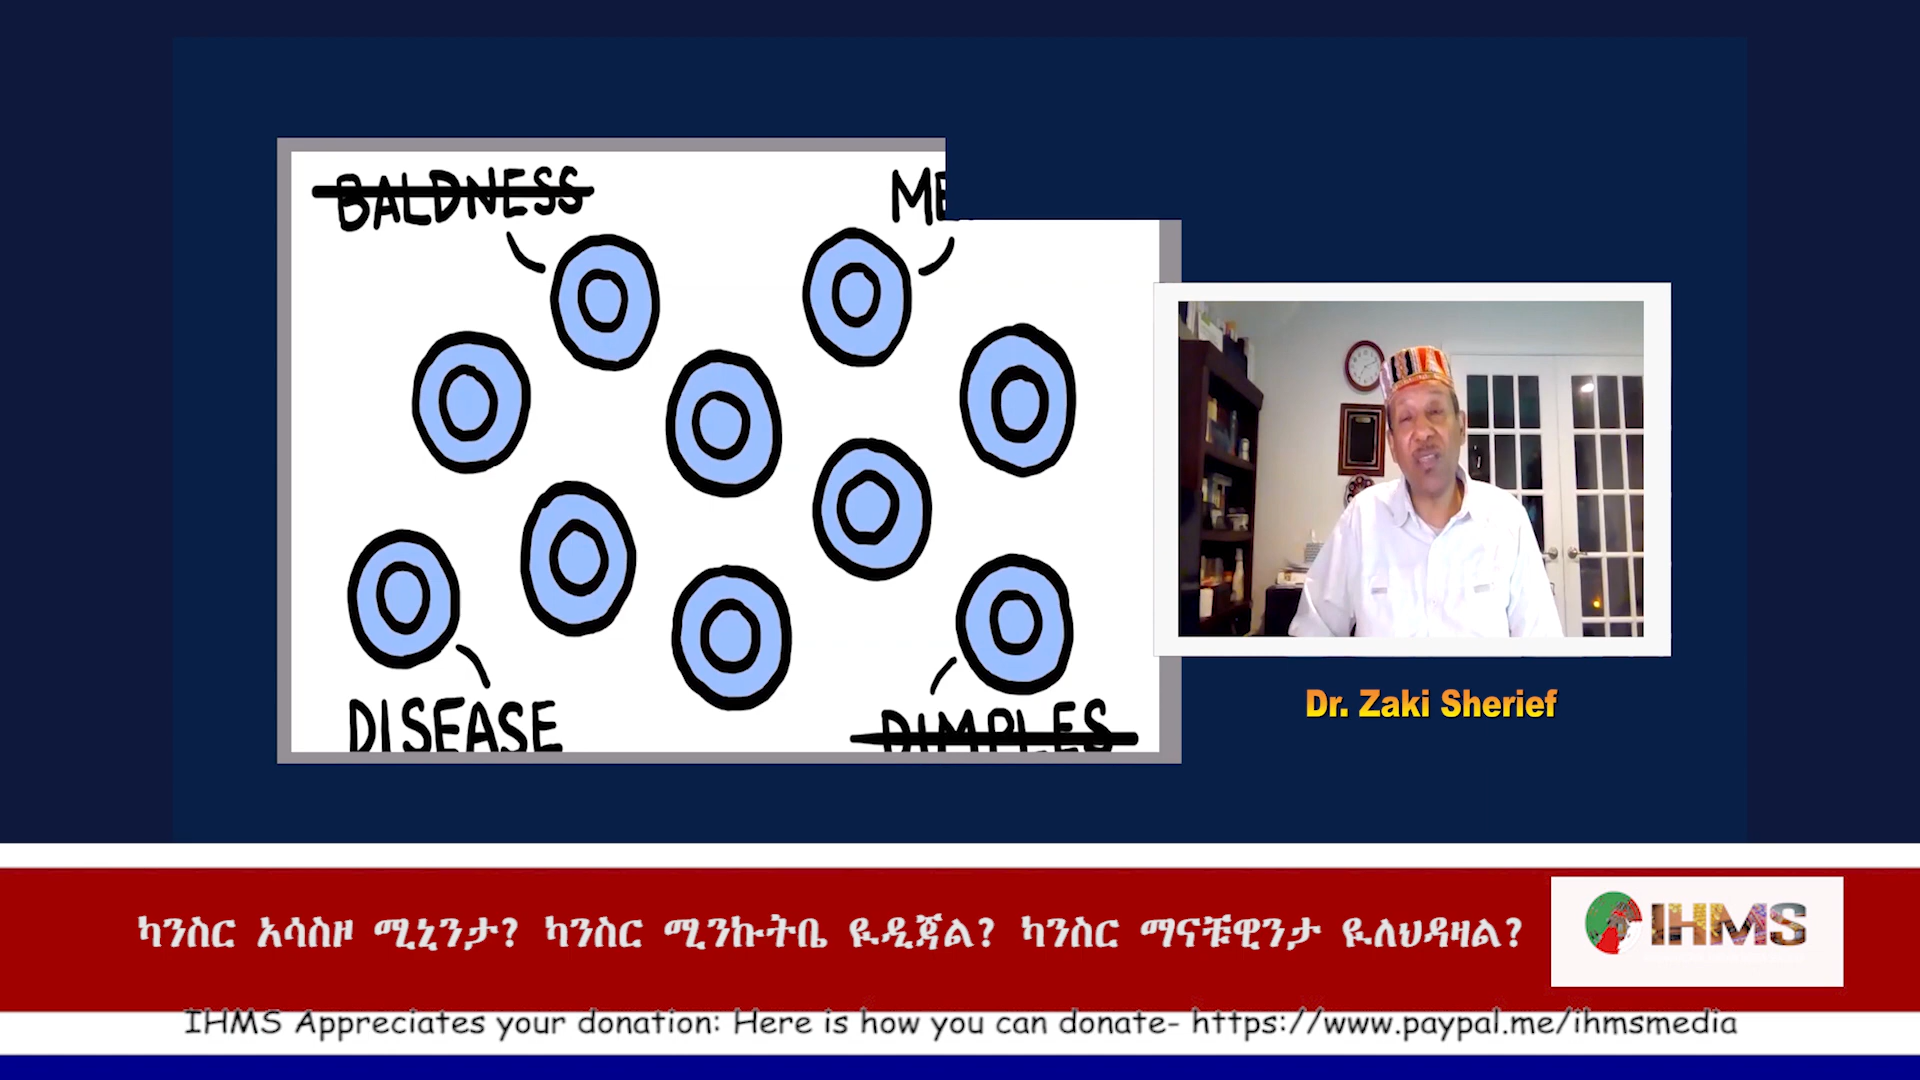 BALDNESS
DISEASE
DIMPLES
Dr. Zaki Sherief
ካንስር አሳስዞ ሚኒንታ? ካንስር ሚንኩትቤ ዪዲጃል? ካንስር ማናቹዊንታ ዪለህዳዛል?
IHMS
IHMS Appreciates your donation: Here is how you can donate- https://www.paypal.me/ihmsmedia